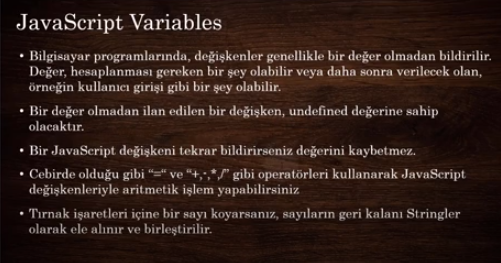 JavaScript Variables
• Bilgisayar programlarında, değişkenler genellikle bir değer olmadan bildirilir.
Değer, hesaplanması gereken bir şey olabilir veya daha sonra verilecek olan,
örneğin kullanıcı girişi gibi bir şey olabilir.
• Bir değer olmadan ilan edilen bir değişken, undefined değerine sahip
olacaktır.
• Bir JavaScript değişkeni tekrar bildirirseniz değerini kaybetmez.
• Cebirde olduğu gibi “=“ ve “+,-,*,/” gibi operatörleri kullanarak JavaScript
değişkenleriyle aritmetik işlem yapabilirsiniz
• Tırnak işaretleri içine bir sayı koyarsanız, sayıların geri kalanı Stringler
olarak ele alınır ve birleştirilir.